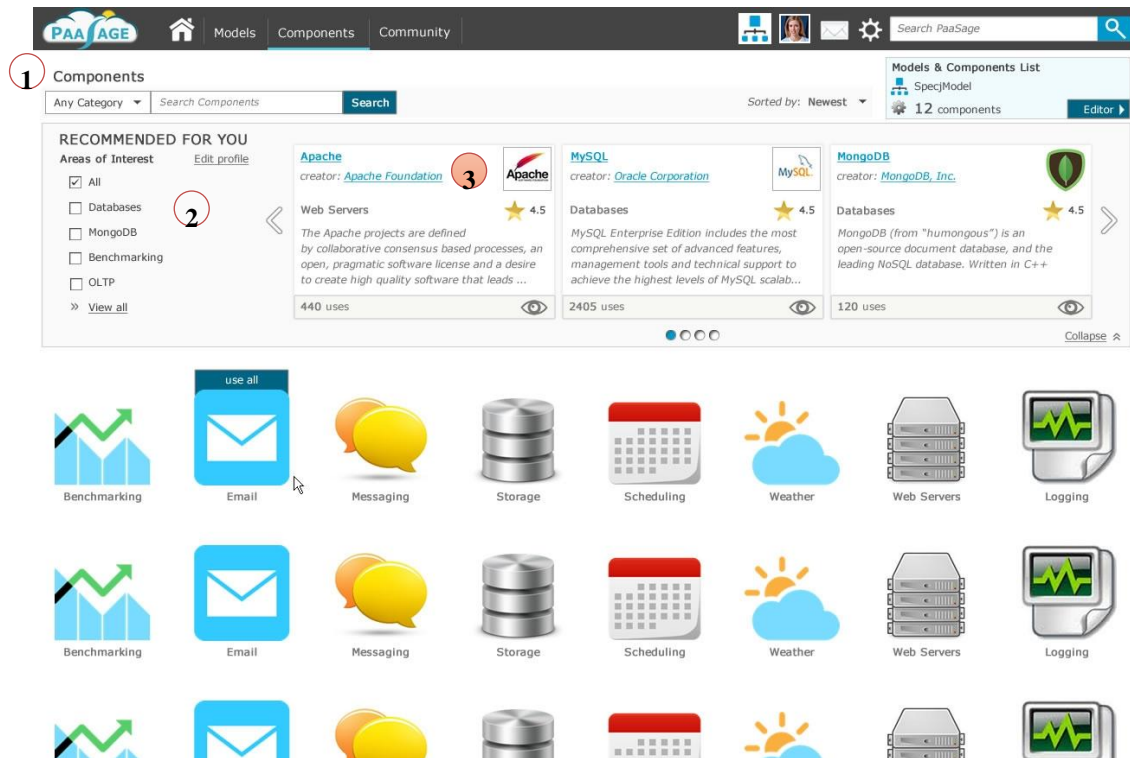 PAASAGE
Models
Components
Community
Search PaaSage
1
Components
Any Category
Search Components
Search
Sorted by: Newest
Models & Components List
SpecjModel
12 components
Editor
RECOMMENDED FOR YOU
Areas of Interest
Edit profile
All
Databases
MongoDB
Benchmarking
OLTP
» View all
2
Apache
creator: Apache Foundation
3
Apache
Web Servers
4.5
The Apache projects are defined
by collaborative consensus based processes, an
open, pragmatic software license and a desire
to create high quality software that leads ...
440 uses
MySQL
creator: Oracle Corporation
MySQL
Databases
4.5
MySQL Enterprise Edition includes the most
comprehensive set of advanced features,
management tools and technical support to
achieve the highest levels of MySQL scalab...
2405 uses
MongoDB
creator: MongoDB, Inc.
Databases
4.5
MongoDB (from "humongous") is an
open-source document database, and the
leading NoSQL database. Written in C++
120 uses
Collapse
use all
Benchmarking
Email
Messaging
Storage
Scheduling
Weather
Web Servers
Logging
Benchmarking
Email
Messaging
Storage
Scheduling
Weather
Web Servers
Logging